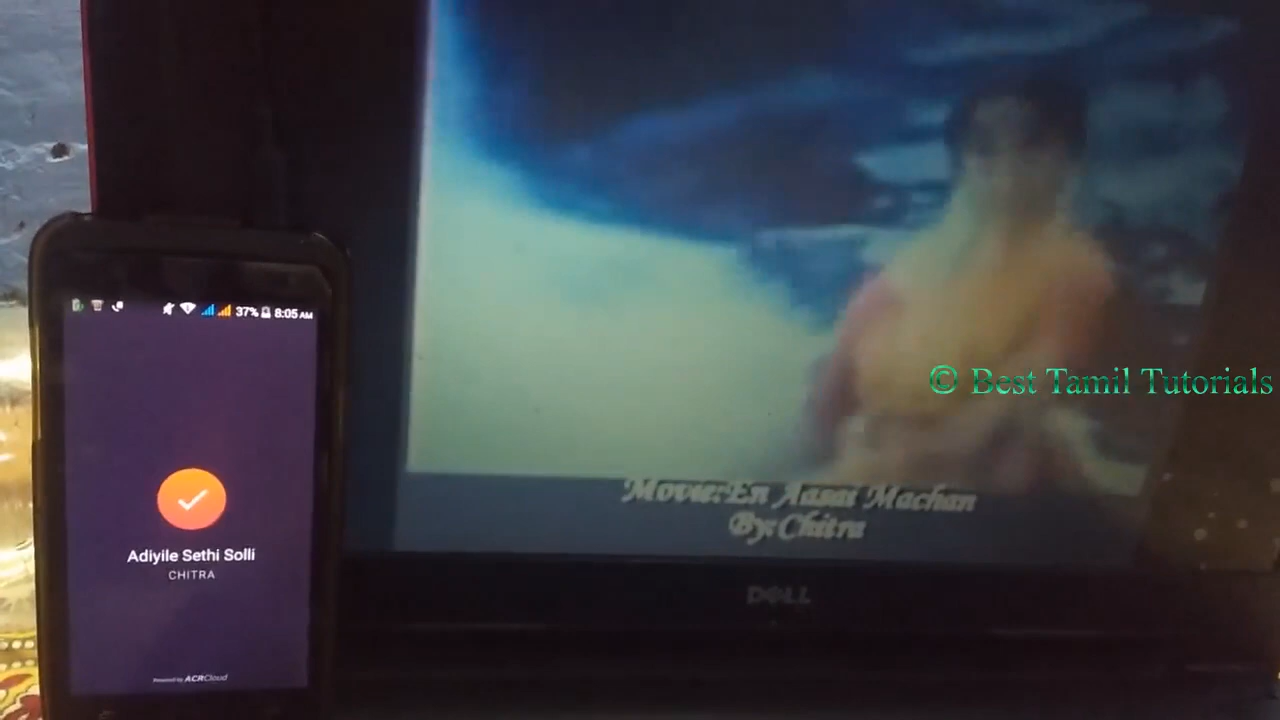 37% 8:05 AM
Adiyile Sethi Solli
CHITRA
Powered by ACRCloud
© Best Tamil Tutorials
Movie:En Aasai Machan
By:Chitra
DELL